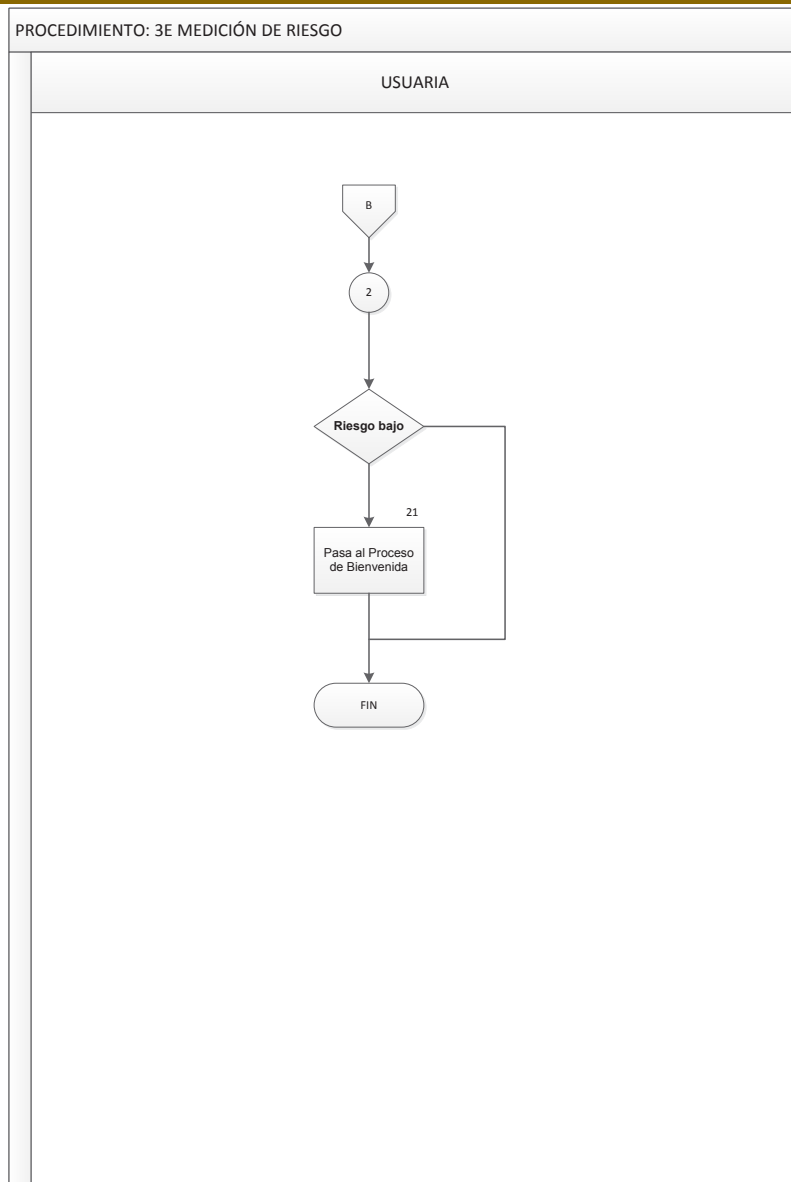 PROCEDIMIENTO: 3E MEDICIÓN DE RIESGO
USUARIA
B
2
Riesgo bajo
21
Pasa al Proceso
de Bienvenida
FIN